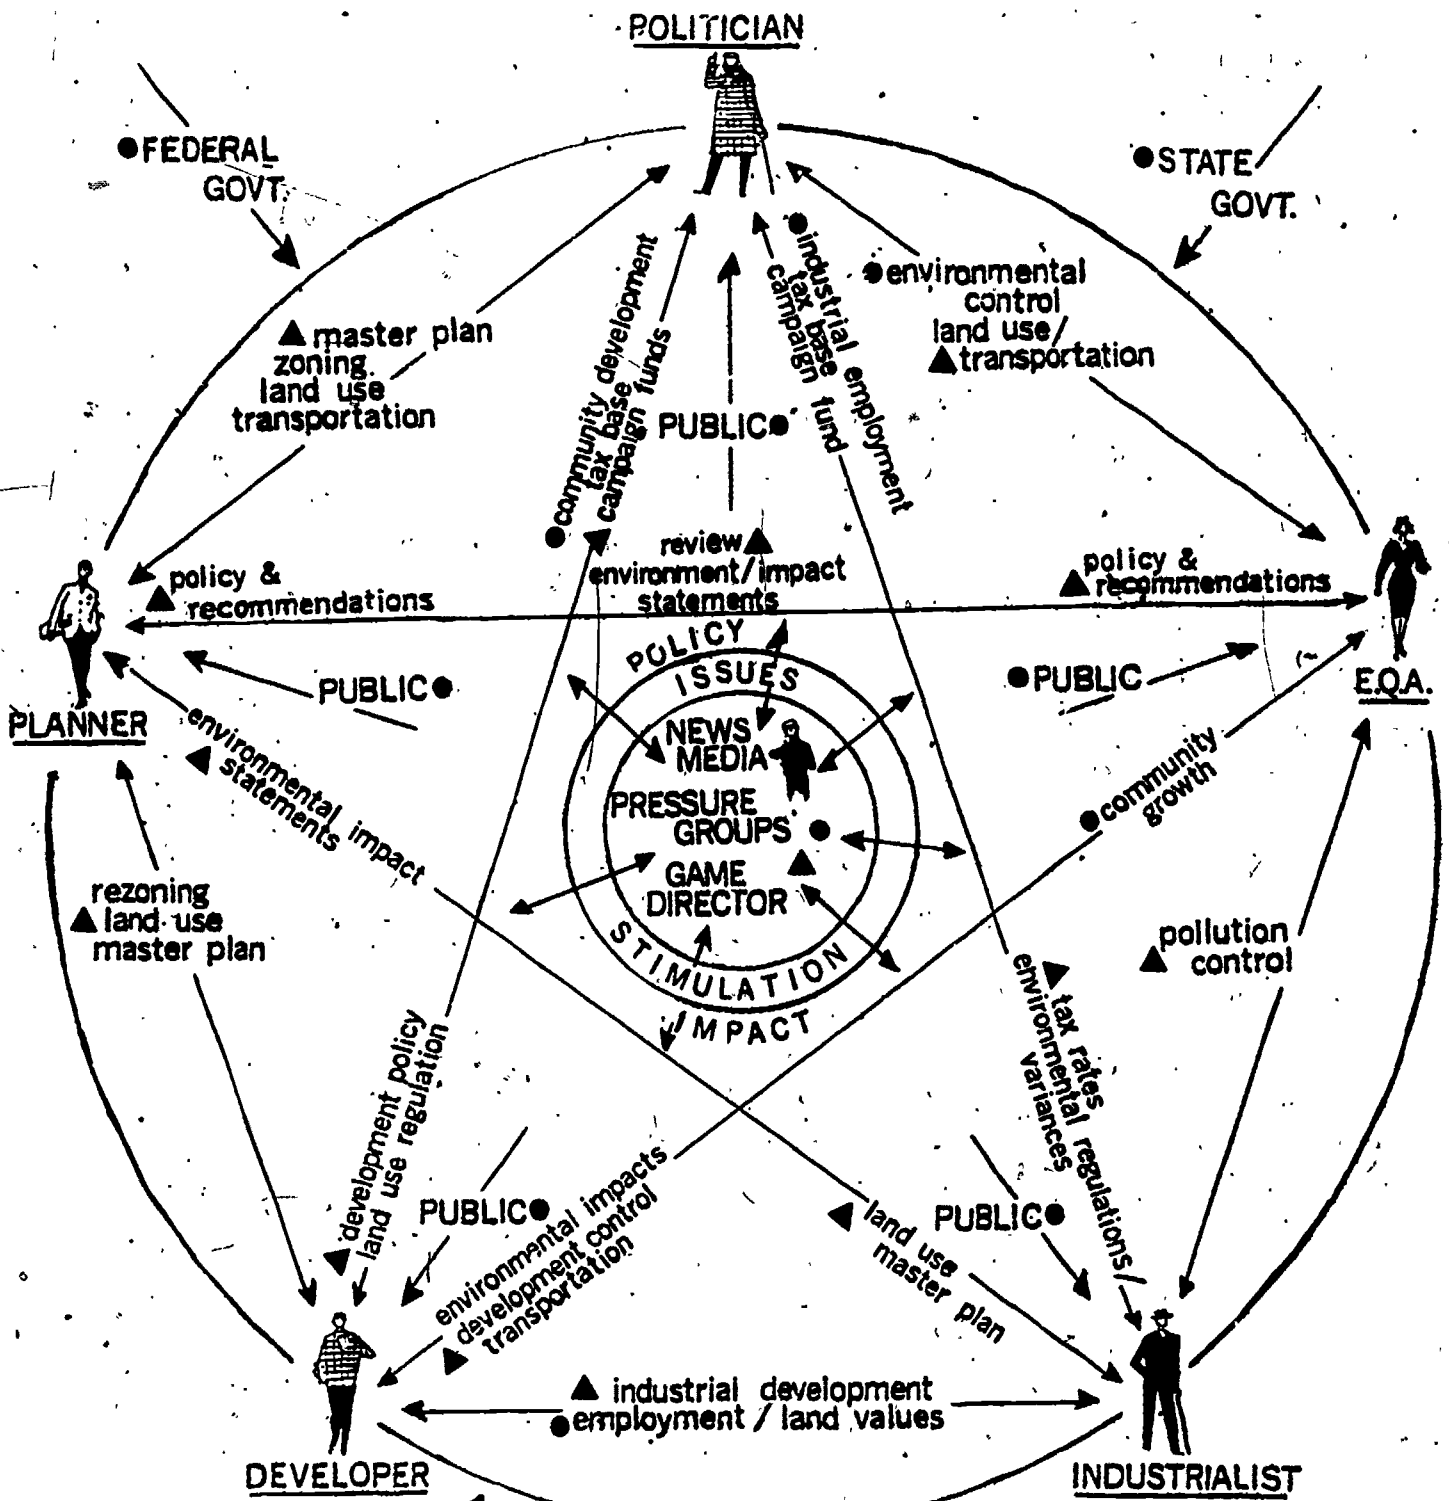 POLITICIAN
●FEDERAL
GOVT.
●STATE
GOVT.
▲master plan
zoning.
land use
transportation
●community development
tax base
campaign funds
PUBLIC●
●industrial employment
tax base
campaign fund
●environmental
control
land use/
▲transportation
policy &
▲recommendations
review▲
environment/impact
statements
policy &
▲recommendations
PLANNER
PUBLIC●
●PUBLIC
E.Q.A.
POLICY
ISSUES
NEWS
MEDIA
PRESSURE
GROUPS ●
GAME ▲
DIRECTOR
STIMULATION
IMPACT
environmental impact
▲statements
●community
growth
rezoning
▲land use
master plan
pollution
▲control
▲development policy
land use regulation
▲tax rates
environmental regulations/
variances
PUBLIC●
environmental impacts
development control
▲transportation
▲land use
master plan
PUBLIC●
▲ industrial development
●employment / land values
DEVELOPER
INDUSTRIALIST